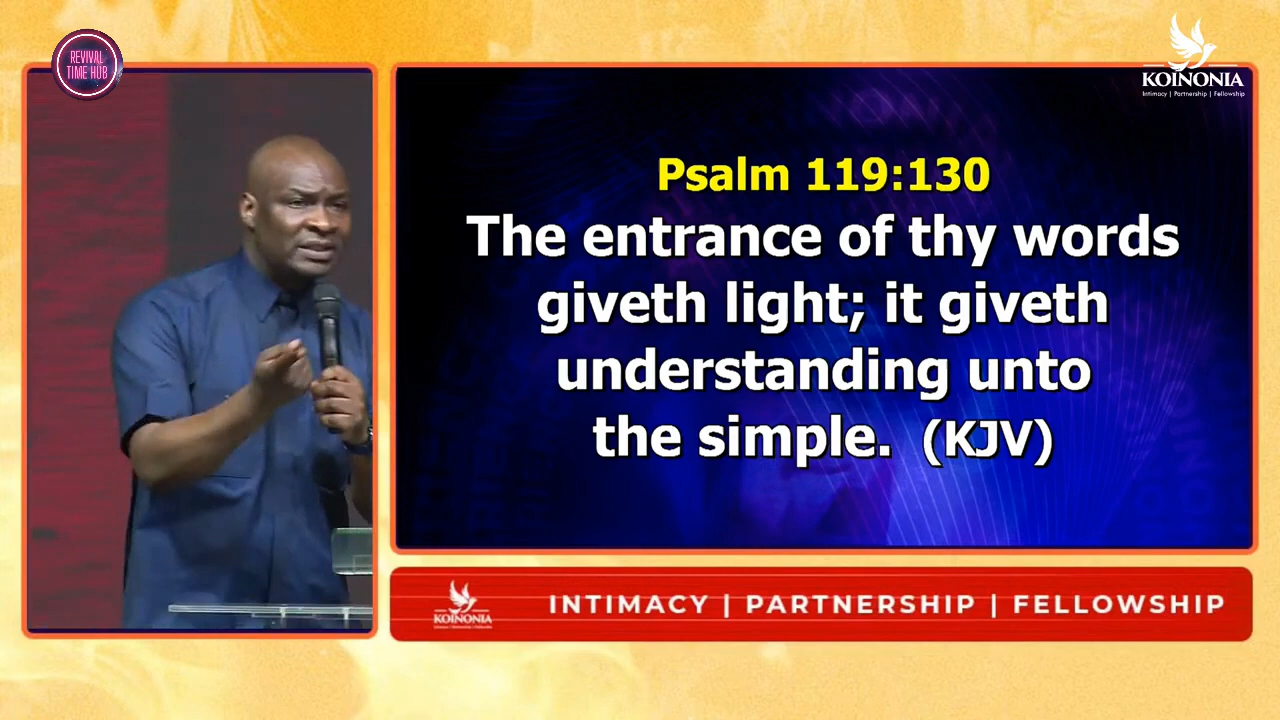 REVIVAL
TIME HUB
KOINONIA
Intimacy | Partnership | Fellowship
Psalm 119:130
The entrance of thy words
giveth light; it giveth
understanding unto
the simple. (KJV)
KOINONIA
INTIMACY | PARTNERSHIP | FELLOWSHIP